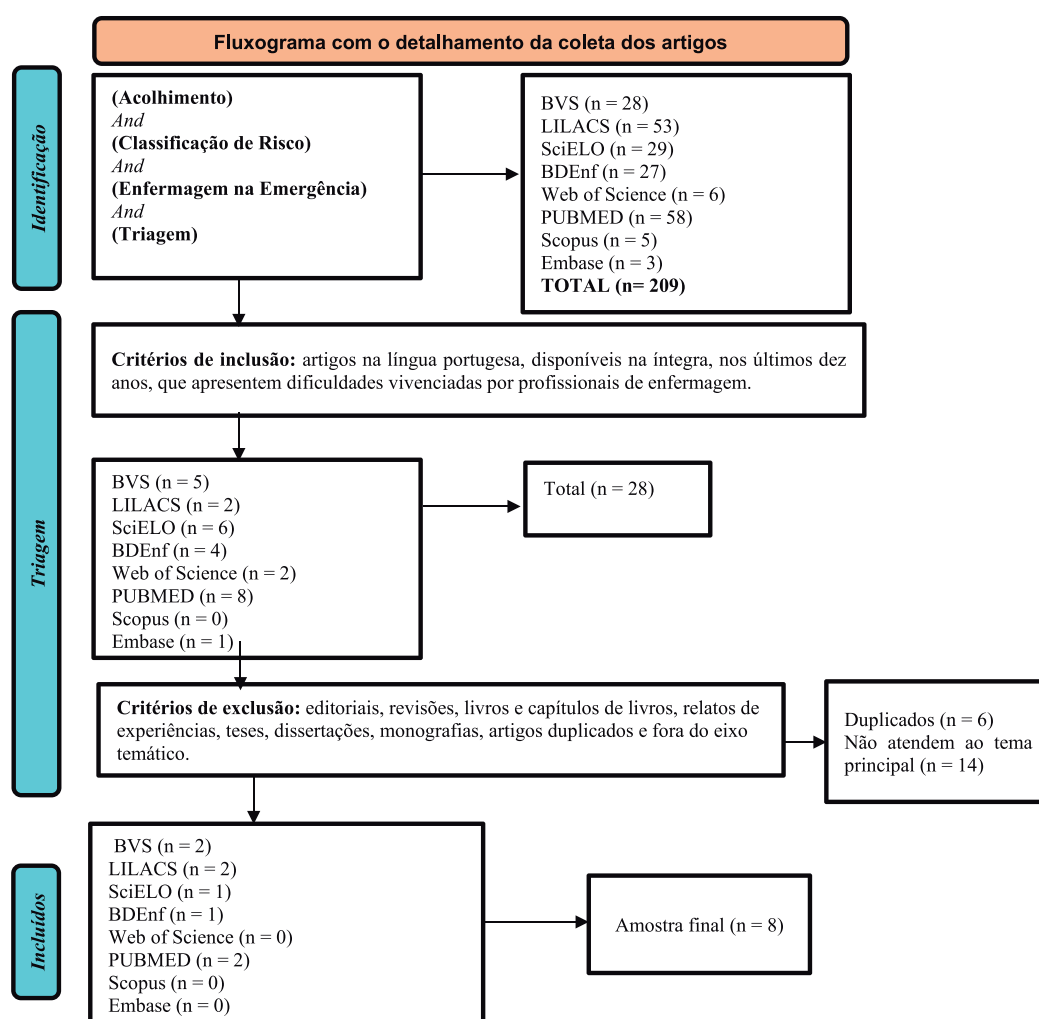 Fluxograma com o detalhamento da coleta dos artigos
Identificação
(Acolhimento)
And
(Classificação de Risco)
And
(Enfermagem na Emergência)
And
(Triagem)
BVS (n = 28)
LILACS (n = 53)
SciELO (n = 29)
BDEnf (n = 27)
Web of Science (n = 6)
PUBMED (n = 58)
Scopus (n = 5)
Embase (n = 3)
TOTAL (n= 209)
Triagem
Critérios de inclusão: artigos na língua portugesa, disponíveis na íntegra, nos últimos dez
anos, que apresentem dificuldades vivenciadas por profissionais de enfermagem.
BVS (n = 5)
LILACS (n = 2)
SciELO (n = 6)
BDEnf (n = 4)
Web of Science (n = 2)
PUBMED (n = 8)
Scopus (n = 0)
Embase (n = 1)
Total (n = 28)
Critérios de exclusão: editoriais, revisões, livros e capítulos de livros, relatos de
experiências, teses, dissertações, monografias, artigos duplicados e fora do eixo
temático.
Duplicados (n = 6)
Não atendem ao tema
principal (n = 14)
Incluídos
BVS (n = 2)
LILACS (n = 2)
SciELO (n = 1)
BDEnf (n = 1)
Web of Science (n = 0)
PUBMED (n = 2)
Scopus (n = 0)
Embase (n = 0)
Amostra final (n = 8)